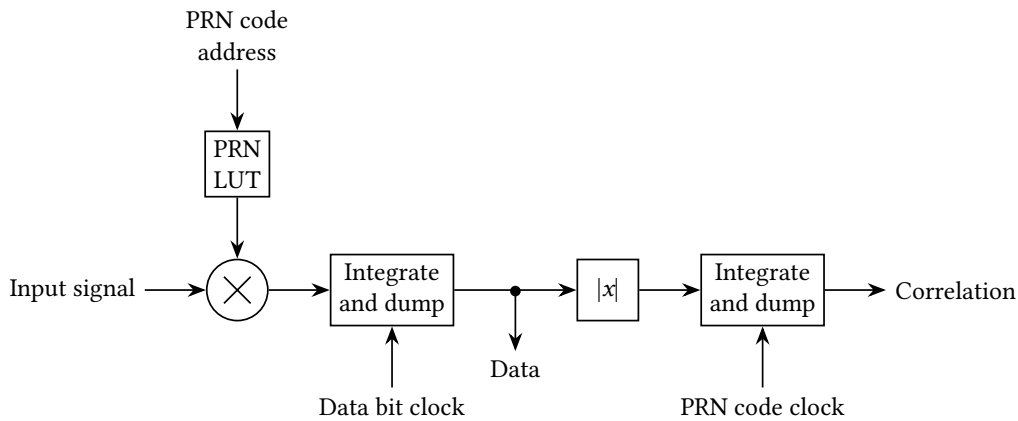 PRN code
address
PRN
LUT
Input signal
Integrate
and dump
|x|
Integrate
and dump
Correlation
Data
Data bit clock
PRN code clock